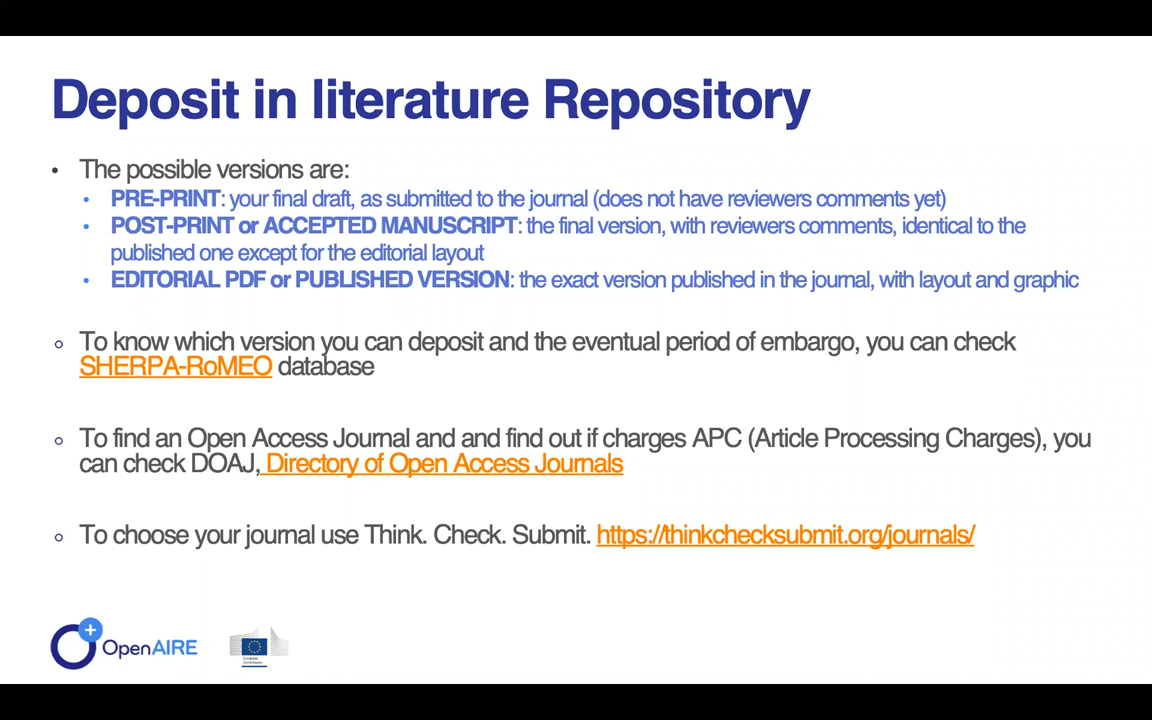 Deposit in literature Repository
• The possible versions are:
• PRE-PRINT: your final draft, as submitted to the journal (does not have reviewers comments yet)
• POST-PRINT or ACCEPTED MANUSCRIPT: the final version, with reviewers comments, identical to the
published one except for the editorial layout
• EDITORIAL PDF or PUBLISHED VERSION: the exact version published in the journal, with layout and graphic
○ To know which version you can deposit and the eventual period of embargo, you can check
SHERPA-RoMEO database
○ To find an Open Access Journal and and find out if charges APC (Article Processing Charges), you
can check DOAJ, Directory of Open Access Journals
○ To choose your journal use Think. Check. Submit. https://thinkchecksubmit.org/journals/
OpenAIRE
European
Commission